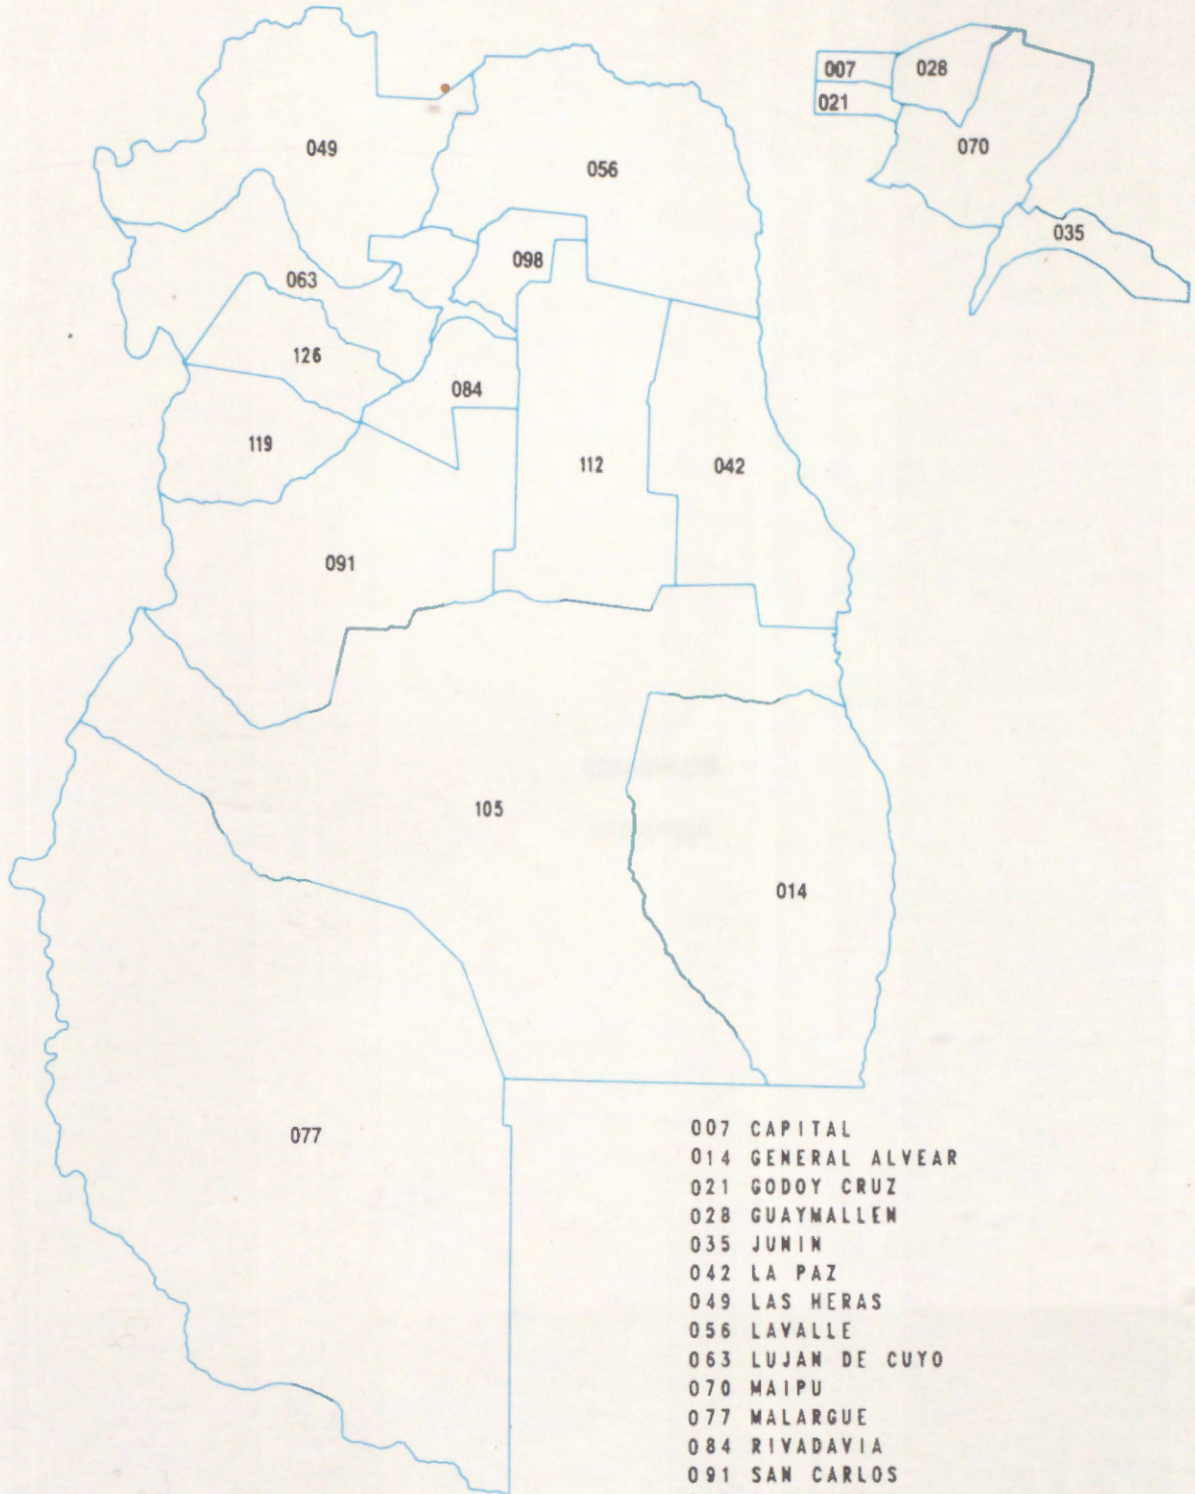 007
028
021
070
035
049
056
098
063
126
084
119
112
042
091
105
014
077
007 CAPITAL
014 GENERAL ALVEAR
021 GODOY CRUZ
028 GUAYMALLEN
035 JUNIN
042 LA PAZ
049 LAS HERAS
056 LAVALLE
063 LUJAN DE CUYO
070 MAIPU
077 MALARGUE
084 RIVADAVIA
091 SAN CARLOS